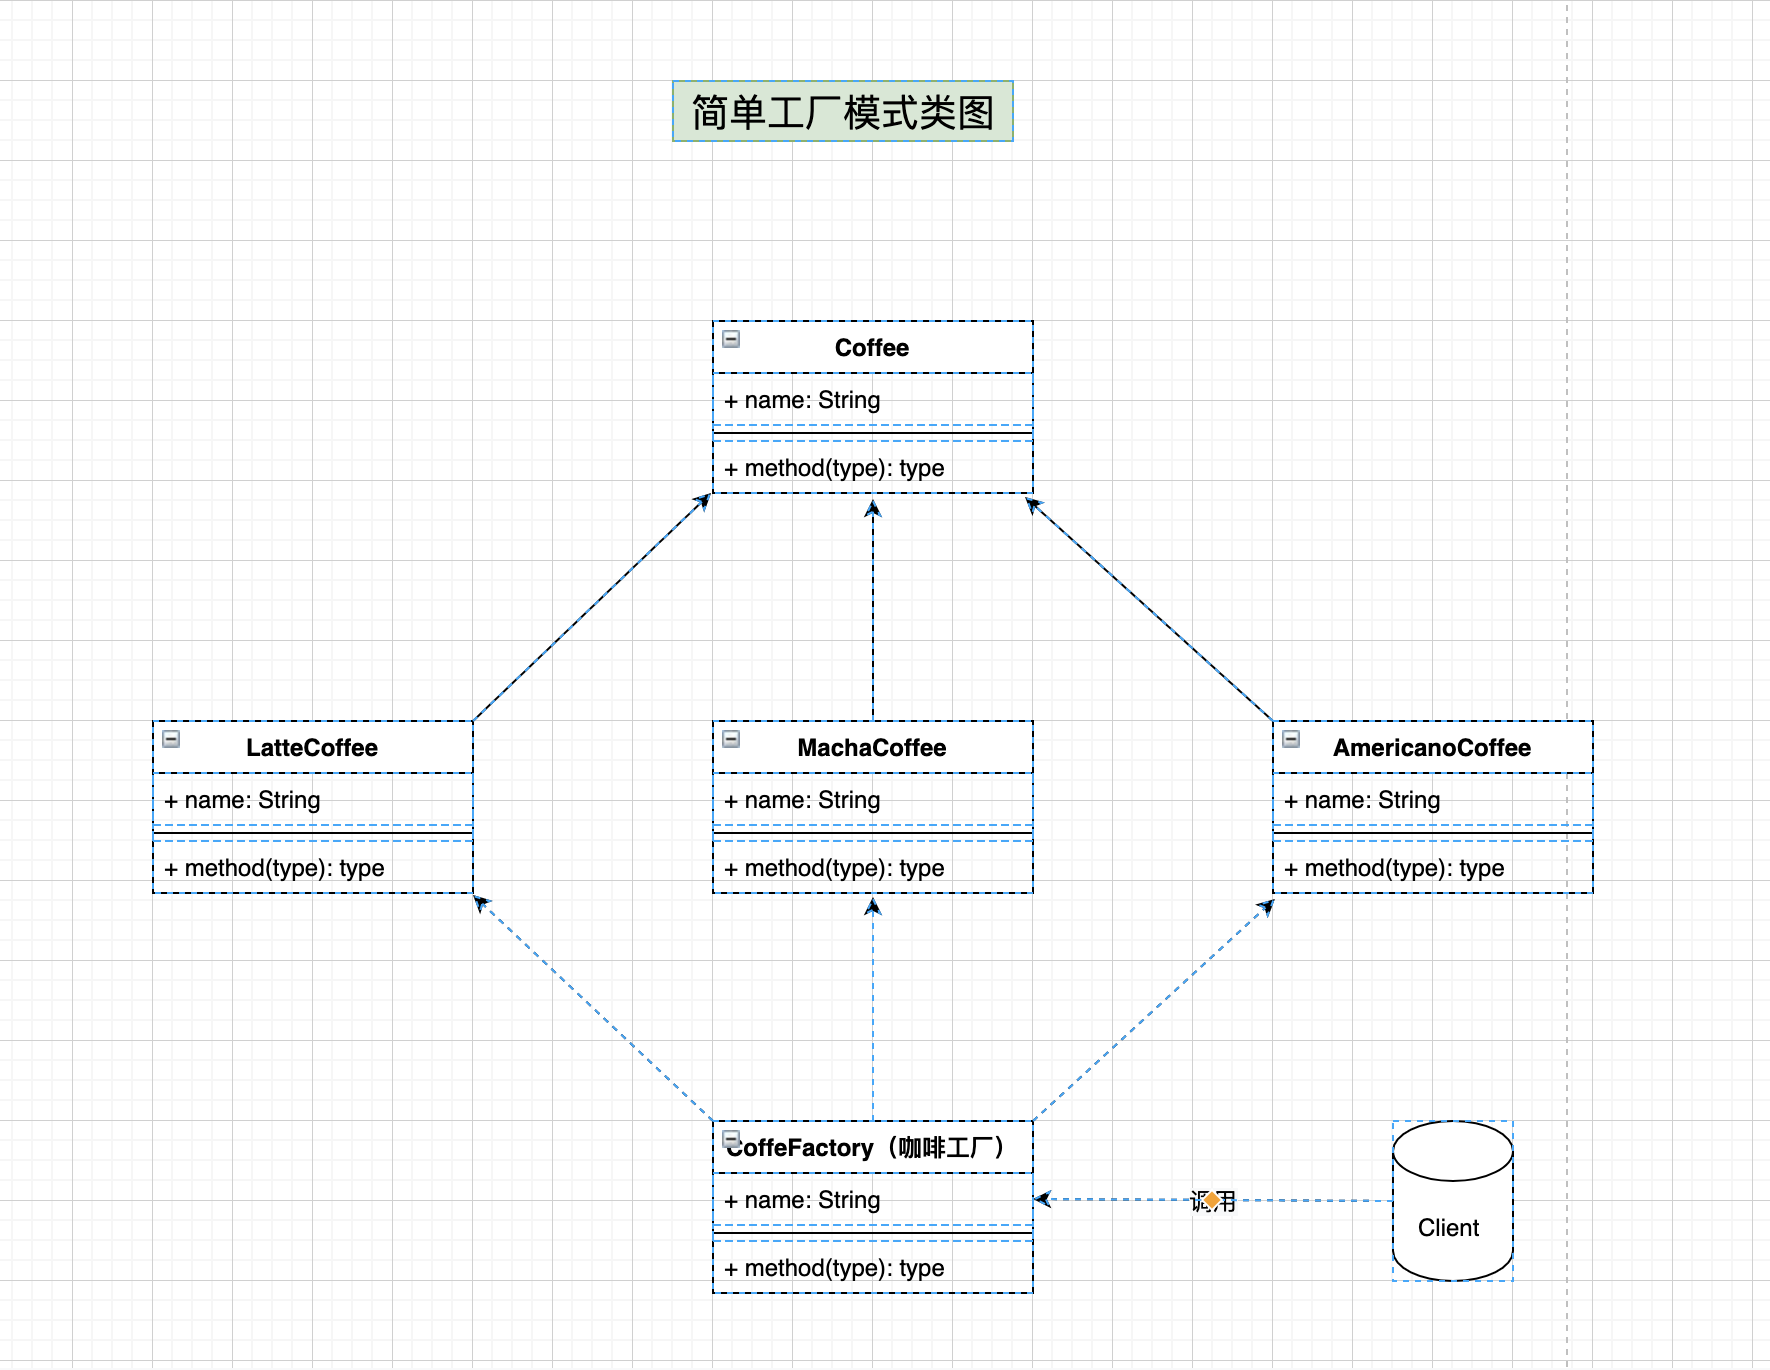 简单工厂模式类图
Coffee
+ name: String
+ method(type): type
LatteCoffee
+ name: String
+ method(type): type
MachaCoffee
+ name: String
+ method(type): type
AmericanoCoffee
+ name: String
+ method(type): type
CoffeFactory（咖啡工厂）
+ name: String
+ method(type): type
调用
Client